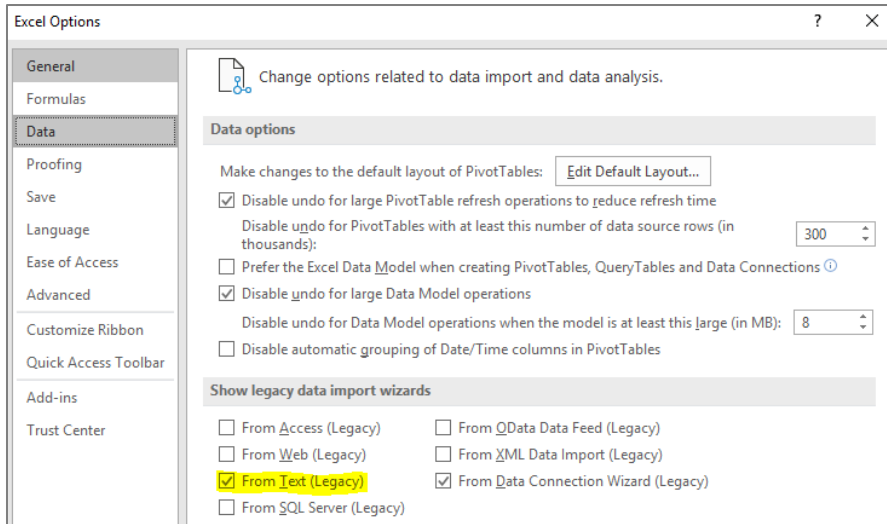 Excel Options
?
General
Formulas
Data
Proofing
Save
Language
Ease of Access
Advanced
Customize Ribbon
Quick Access Toolbar
Add-ins
Trust Center
Change options related to data import and data analysis.
Data options
Make changes to the default layout of PivotTables: Edit Default Layout...
Disable undo for large PivotTable refresh operations to reduce refresh time
Disable undo for PivotTables with at least this number of data source rows (in
thousands):
300
Prefer the Excel Data Model when creating PivotTables, QueryTables and Data Connections
Disable undo for large Data Model operations
Disable undo for Data Model operations when the model is at least this large (in MB): 8
Disable automatic grouping of Date/Time columns in PivotTables
Show legacy data import wizards
From Access (Legacy) From OData Data Feed (Legacy)
From Web (Legacy) From XML Data Import (Legacy)
From Text (Legacy) From Data Connection Wizard (Legacy)
From SQL Server (Legacy)